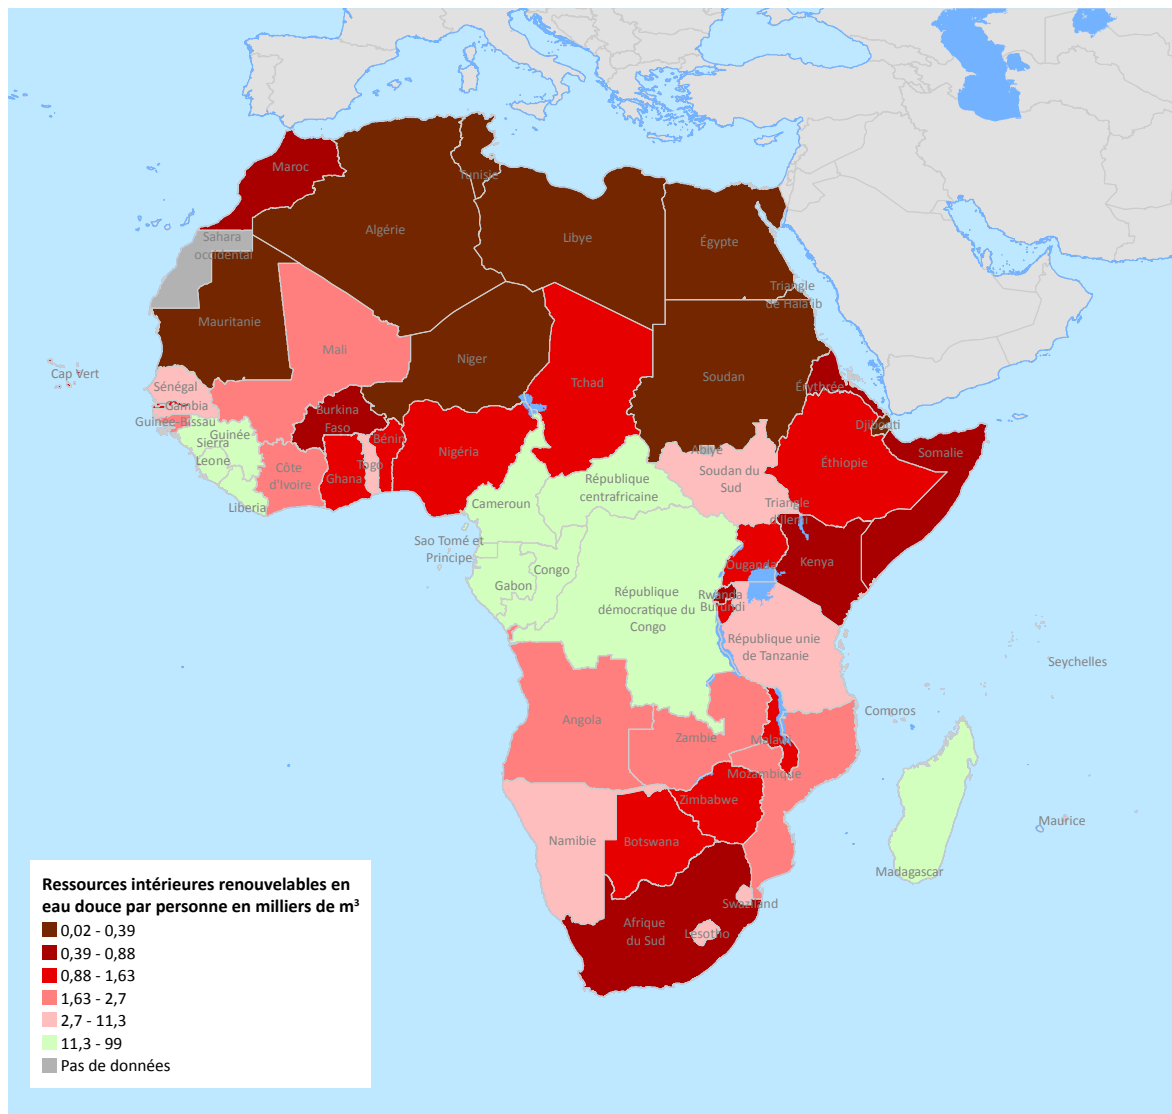 Maroc
Tunisie
Algérie
Libye
Égypte
Sahara
occidental
Triangle
de Hala'ib
Mauritanie
Mali
Niger
Tchad
Soudan
Cap Vert
Sénégal
Gambia
Guinée-Bissau
Guinée
Sierra
Leone
Liberia
Côte
d'Ivoire
Burkina
Faso
Ghana
Togo
Bénin
Nigéria
Érythrée
Djibouti
Abiye
Soudan du
Sud
Éthiopie
Somalie
Triangle
d'Ilemi
Cameroun
République
centrafricaine
Sao Tomé et
Principe
Gabon
Congo
République
démocratique du
Congo
Ouganda
Kenya
Rwanda
Burundi
République unie
de Tanzanie
Seychelles
Comoros
Angola
Zambie
Malawi
Mozambique
Zimbabwe
Namibie
Botswana
Madagascar
Maurice
Swaziland
Lesotho
Afrique
du Sud
Ressources intérieures renouvelables en
eau douce par personne en milliers de m³
0,02 - 0,39
0,39 - 0,88
0,88 - 1,63
1,63 - 2,7
2,7 - 11,3
11,3 - 99
Pas de données